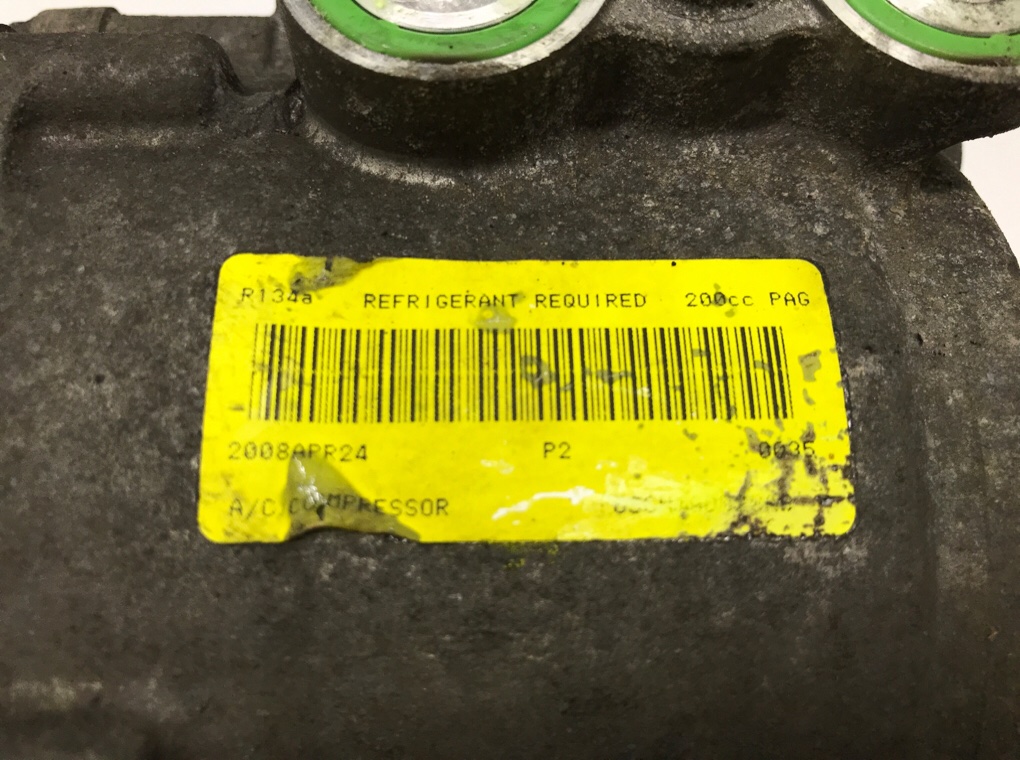 R134a REFRIGERANT REQUIRED 200cc PAG
2008APR24 P2 0035
A/C COMPRESSOR